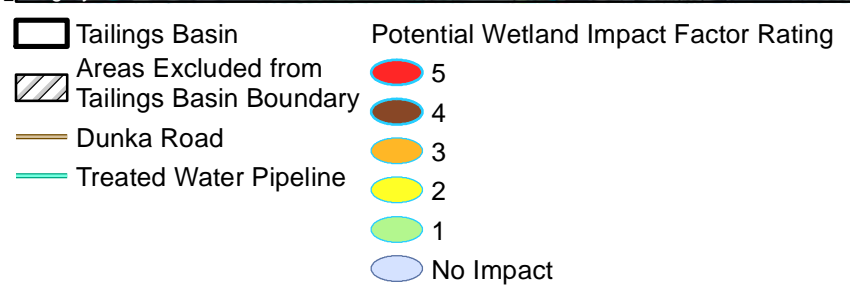 Tailings Basin
Areas Excluded from
Tailings Basin Boundary
Dunka Road
Treated Water Pipeline
Potential Wetland Impact Factor Rating
5
4
3
2
1
No Impact